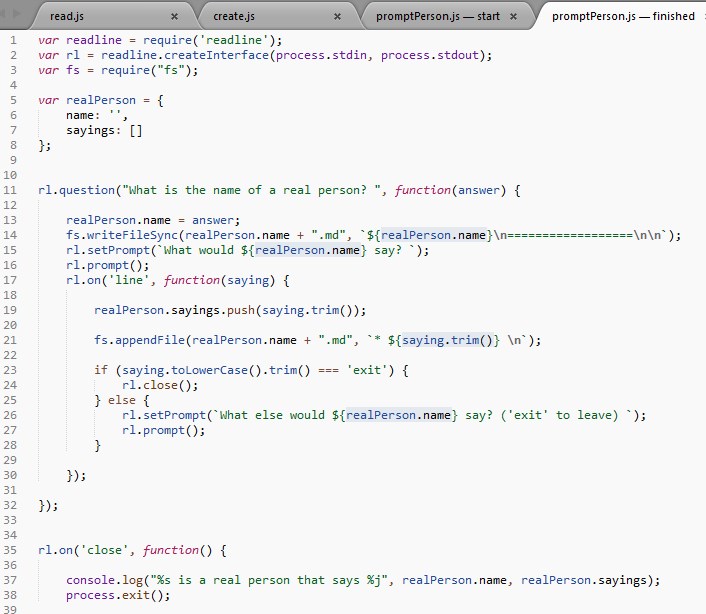 read.js × create.js × promptPerson.js — start × promptPerson.js — finished
1 var readline = require('readline');
2 var rl = readline.createInterface(process.stdin, process.stdout);
3 var fs = require("fs");
4
5 var realPerson = {
6     name: '',
7     sayings: []
8 };
9
10
11 rl.question("What is the name of a real person? ", function(answer) {
12
13     realPerson.name = answer;
14     fs.writeFileSync(realPerson.name + ".md", `${realPerson.name}\n==================\n\n`);
15     rl.setPrompt(`What would ${realPerson.name} say? `);
16     rl.prompt();
17     rl.on('line', function(saying) {
18
19         realPerson.sayings.push(saying.trim());
20
21         fs.appendFile(realPerson.name + ".md", `* ${saying.trim()} \n`);
22
23         if (saying.toLowerCase().trim() === 'exit') {
24             rl.close();
25         } else {
26             rl.setPrompt(`What else would ${realPerson.name} say? ('exit' to leave) `);
27             rl.prompt();
28         }
29
30     });
31
32 });
33
34
35 rl.on('close', function() {
36
37     console.log("%s is a real person that says %j", realPerson.name, realPerson.sayings);
38     process.exit();
39